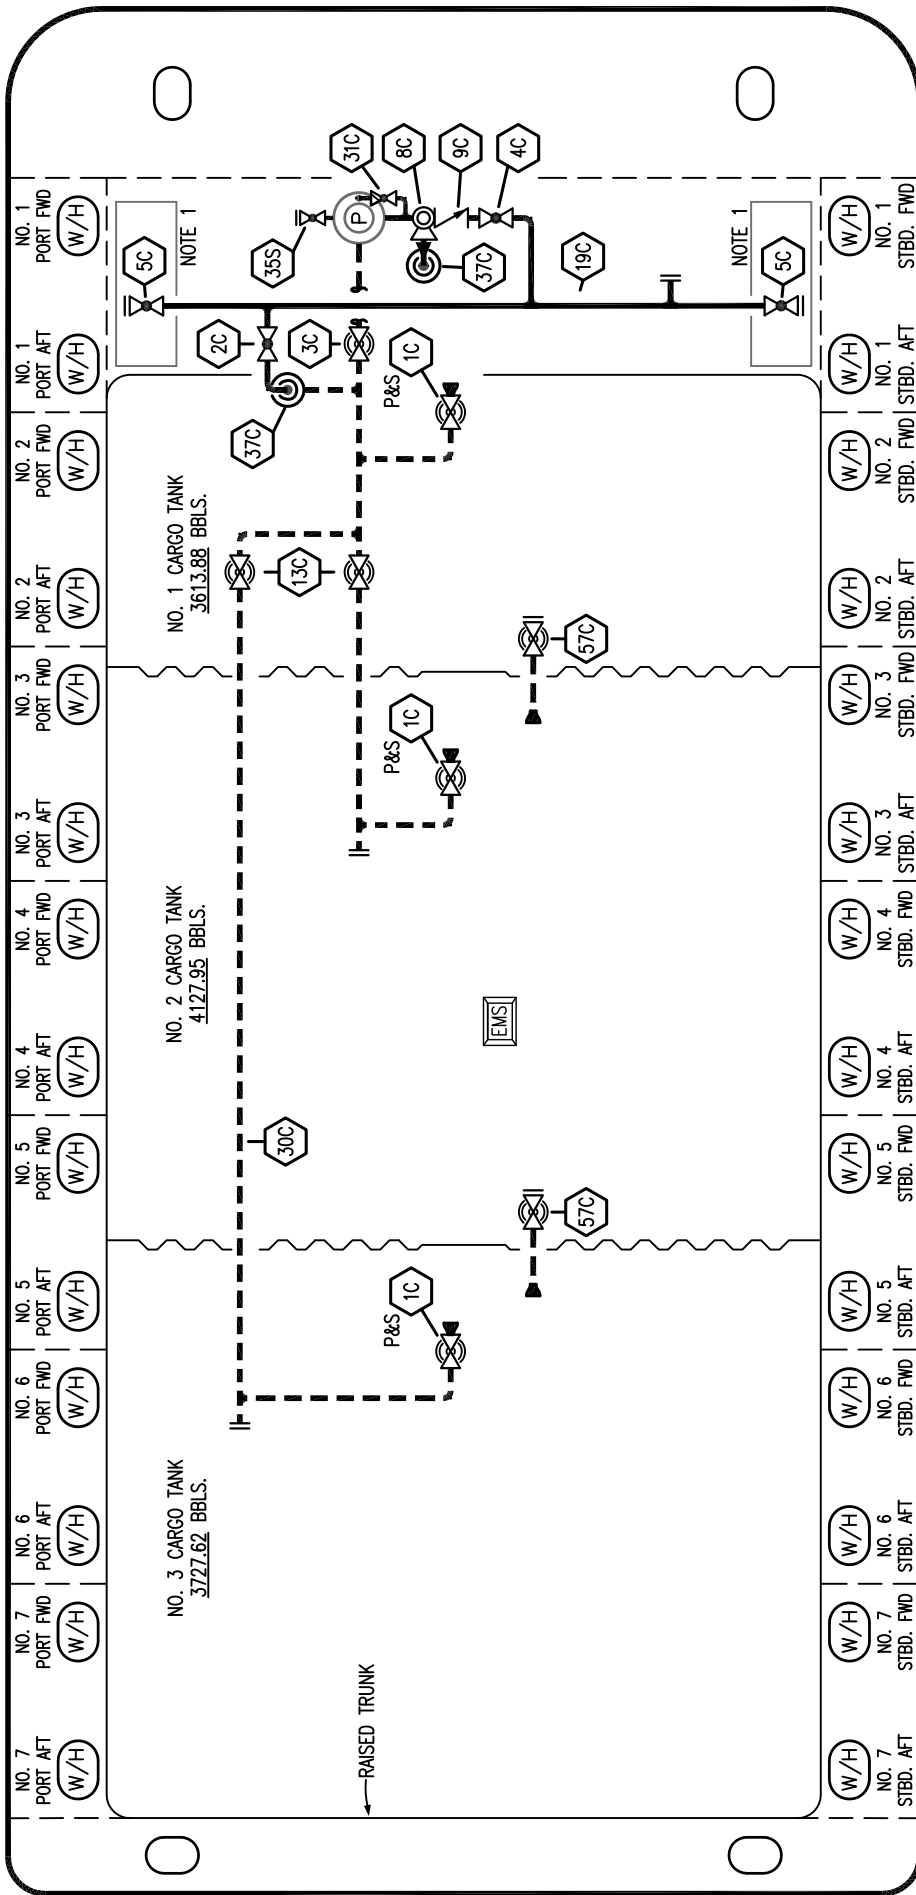 NO. 7
PORT AFT
W/H
NO. 7
PORT FWD
W/H
NO. 6
PORT AFT
W/H
NO. 6
PORT FWD
W/H
NO. 5
PORT AFT
W/H
NO. 5
PORT FWD
W/H
NO. 4
PORT AFT
W/H
NO. 4
PORT FWD
W/H
NO. 3
PORT AFT
W/H
NO. 3
PORT FWD
W/H
NO. 2
PORT AFT
W/H
NO. 2
PORT FWD
W/H
NO. 1
PORT AFT
W/H
NO. 1
PORT FWD
W/H
NO. 3 CARGO TANK
3727.62 BBLS.
NO. 2 CARGO TANK
4127.95 BBLS.
NO. 1 CARGO TANK
3613.88 BBLS.
5C
NOTE 1
2C
37C
35S
3C
31C
P
13C
30C
RAISED TRUNK
P&S
1C
P&S
1C
P&S
1C
8C
37C
9C
4C
EMS
57C
57C
19C
NOTE 1
5C
W/H
NO. 7
STBD. AFT
W/H
NO. 7
STBD. FWD
W/H
NO. 6
STBD. AFT
W/H
NO. 6
STBD. FWD
W/H
NO. 5
STBD. AFT
W/H
NO. 5
STBD. FWD
W/H
NO. 4
STBD. AFT
W/H
NO. 4
STBD. FWD
W/H
NO. 3
STBD. AFT
W/H
NO. 3
STBD. FWD
W/H
NO. 2
STBD. AFT
W/H
NO. 2
STBD. FWD
W/H
NO. 1
STBD. AFT
W/H
NO. 1
STBD. FWD